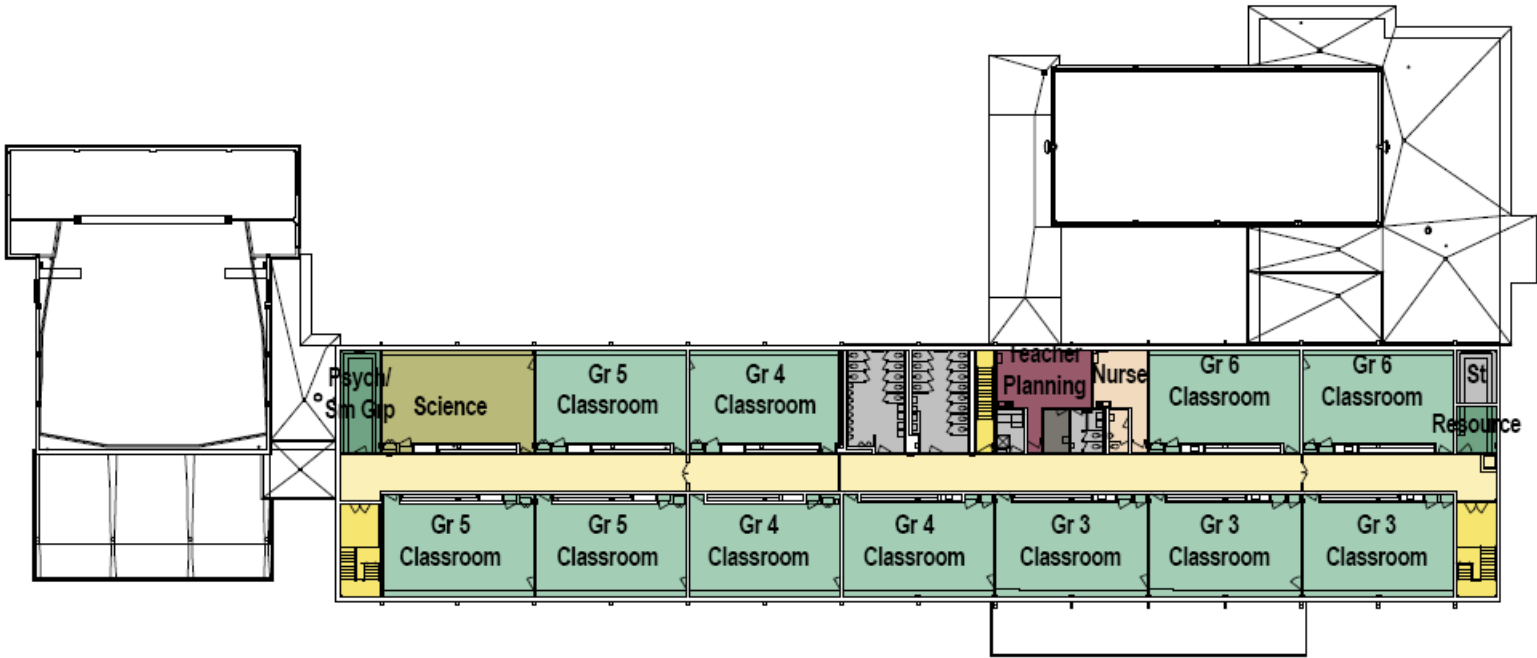 Psych/
Sm Grp
Science
Gr 5
Classroom
Gr 4
Classroom
Teacher
Planning
Nurse
Gr 6
Classroom
Gr 6
Classroom
St
Resource
Gr 5
Classroom
Gr 5
Classroom
Gr 4
Classroom
Gr 4
Classroom
Gr 3
Classroom
Gr 3
Classroom
Gr 3
Classroom